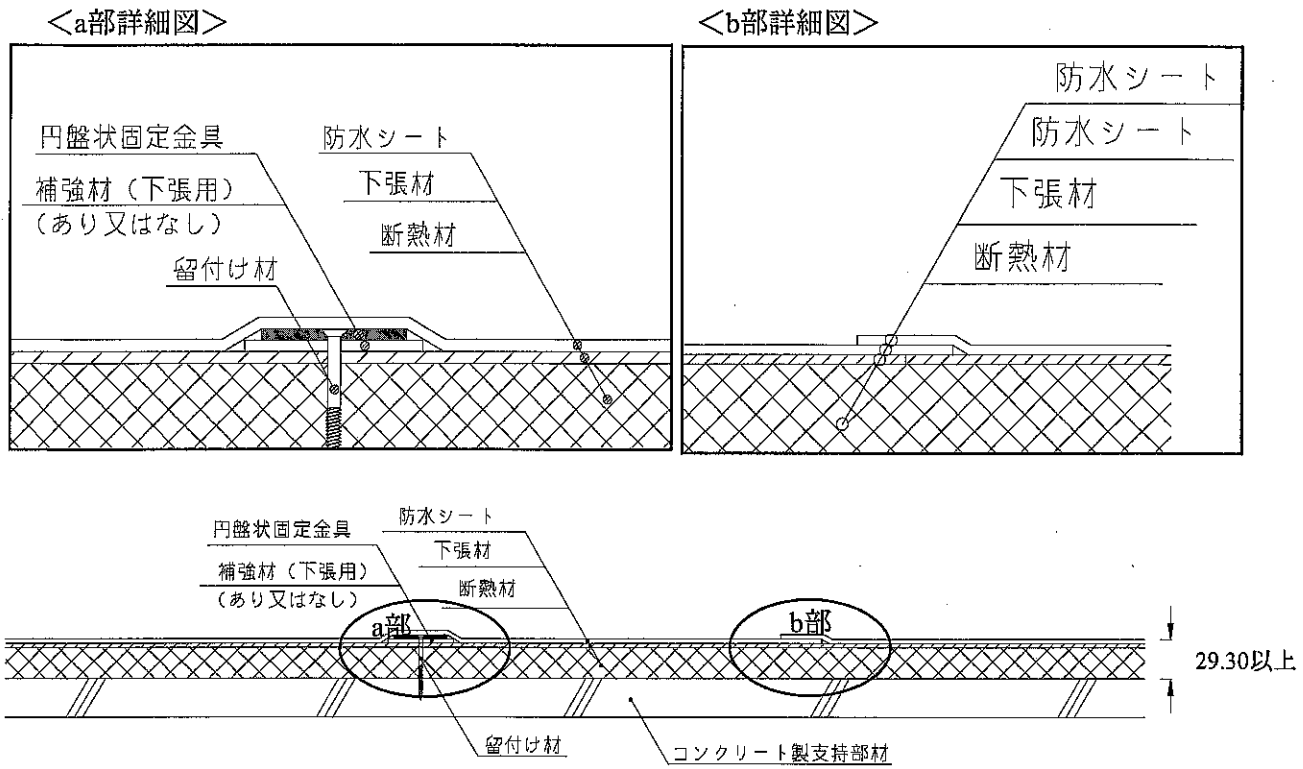 ＜a部詳細図＞
円盤状固定金具
補強材（下張用）
（あり又はなし）
留付け材
防水シート
下張材
断熱材
＜b部詳細図＞
防水シート
防水シート
下張材
断熱材
円盤状固定金具
補強材（下張用）
（あり又はなし）
防水シート
下張材
断熱材
a部
b部
29.30以上
留付け材
コンクリート製支持部材